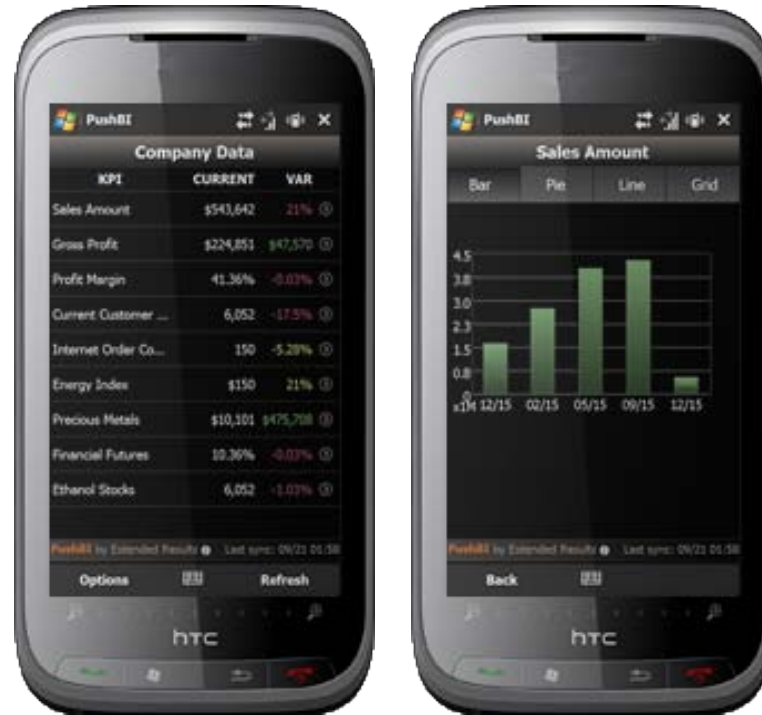 PushBI
Company Data
KPI CURRENT VAR
Sales Amount $543,642 21%
Gross Profit $224,851 $47,570
Profit Margin 41.36% -0.03%
Current Customer ... 6,052 -17.5%
Internet Order Co... 150 -5.28%
Energy Index $150 21%
Precious Metals $10,101 $475,708
Financial Futures 10.36% -0.03%
Ethanol Stocks 6,052 -1.03%
PushBI by Extended Results Last sync: 09/21 01:58
Options Refresh
hTC
PushBI
Sales Amount
Bar Pie Line Grid
4.5
3.8
3.0
2.3
1.5
0.8
0
x1M 12/15 02/15 05/15 09/15 12/15
PushBI by Extended Results Last sync: 09/21 01:58
Back
hTC